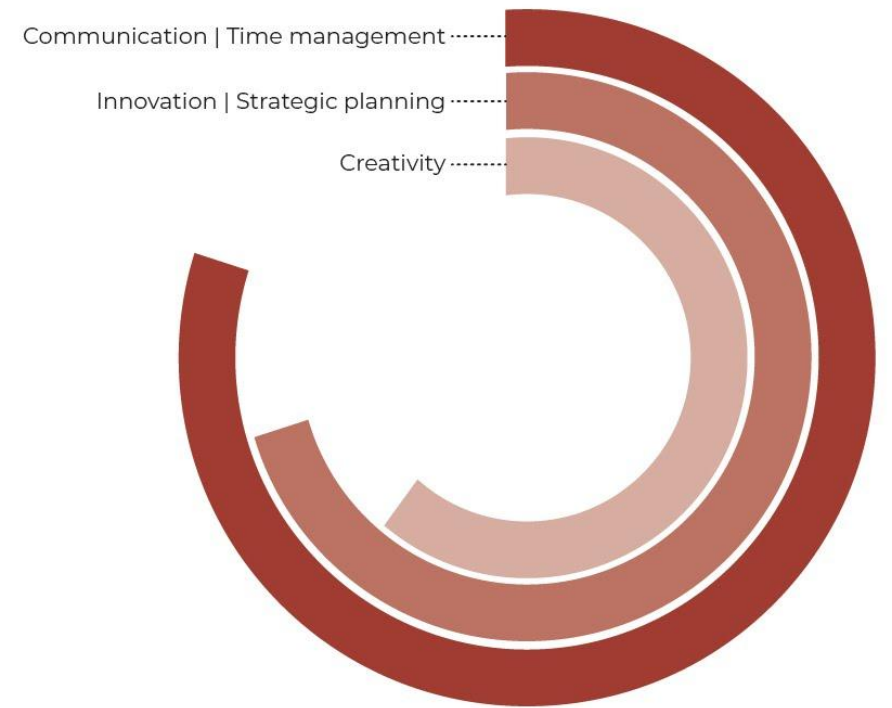 Communication | Time management
Innovation | Strategic planning
Creativity